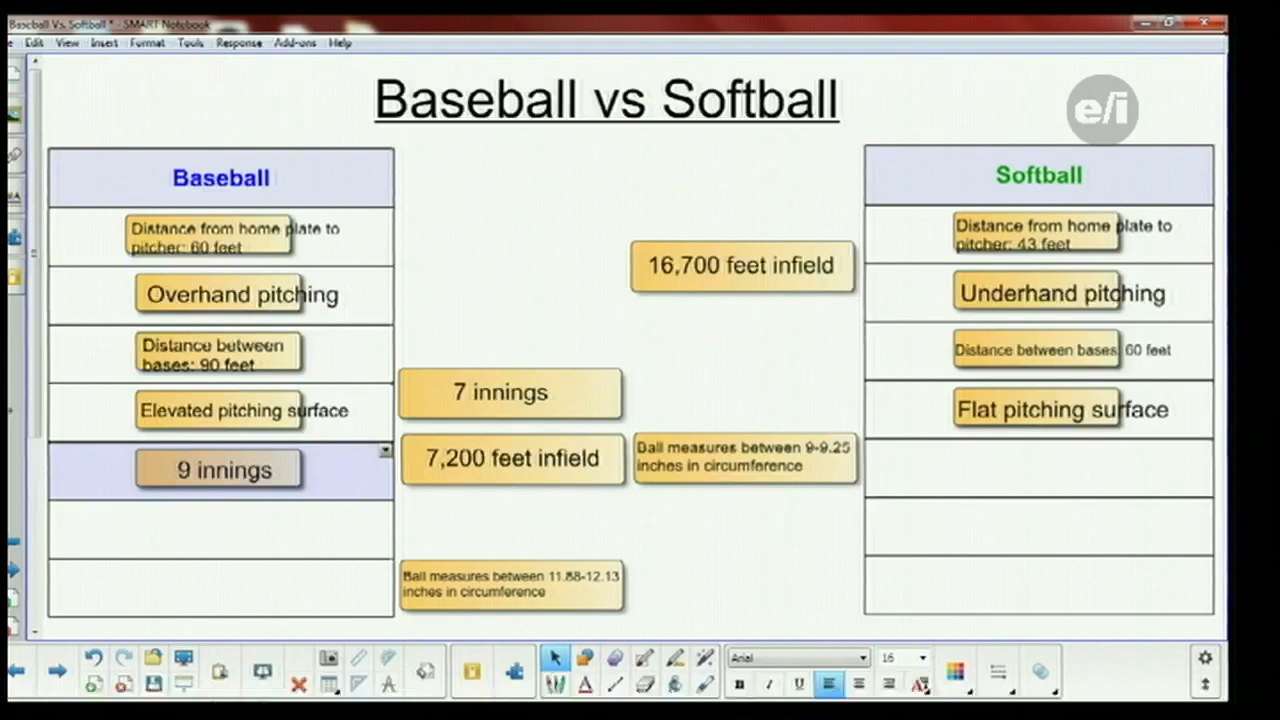 Baseball Vs. Softball * - SMART Notebook
Edit View Insert Format Tools Response Add-ons Help
Baseball vs Softball
e/i
Baseball
Distance from home plate to
pitcher: 60 feet
Overhand pitching
Distance between
bases: 90 feet
Elevated pitching surface
9 innings
16,700 feet infield
7 innings
7,200 feet infield
Ball measures between 9-9.25
inches in circumference
Ball measures between 11.88-12.13
inches in circumference
Softball
Distance from home plate to
pitcher: 43 feet
Underhand pitching
Distance between bases: 60 feet
Flat pitching surface
Arial
16
B I U